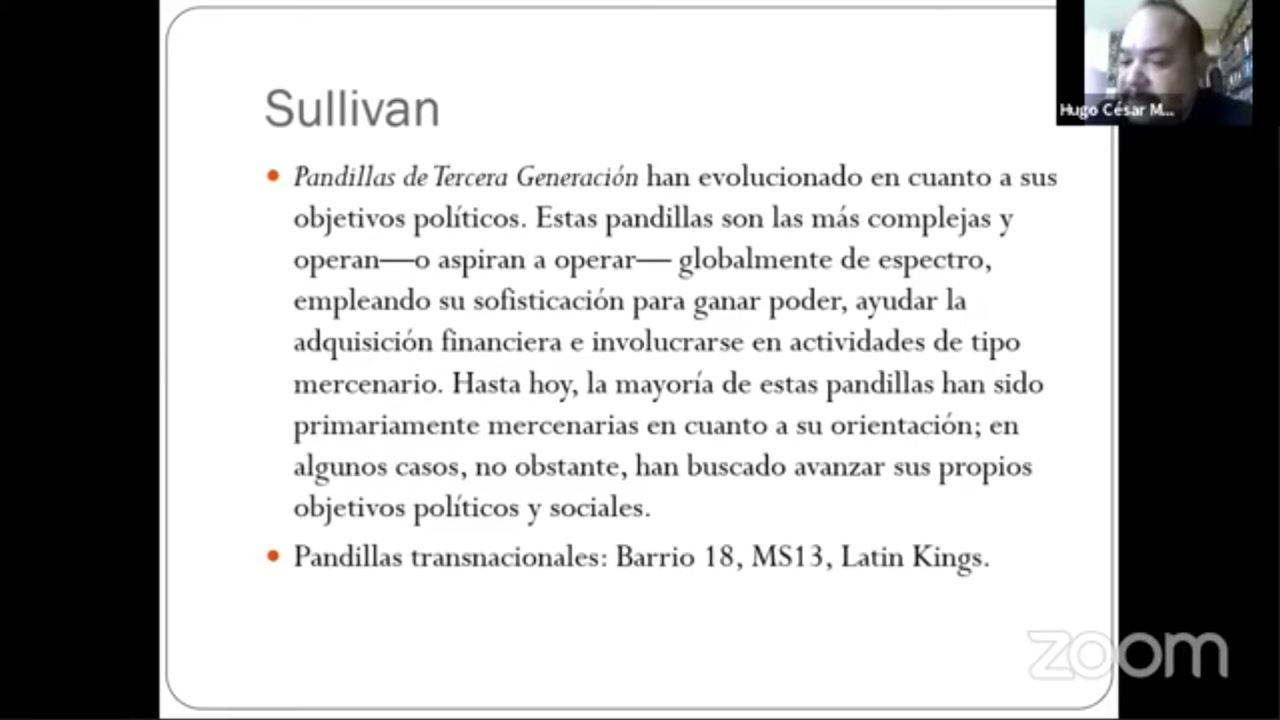 Sullivan
Pandillas de Tercera Generación han evolucionado en cuanto a sus
objetivos políticos. Estas pandillas son las más complejas y
operan—o aspiran a operar— globalmente de espectro,
empleando su sofisticación para ganar poder, ayudar la
adquisición financiera e involucrarse en actividades de tipo
mercenario. Hasta hoy, la mayoría de estas pandillas han sido
primariamente mercenarias en cuanto a su orientación; en
algunos casos, no obstante, han buscado avanzar sus propios
objetivos políticos y sociales.
Pandillas transnacionales: Barrio 18, MS13, Latin Kings.
Hugo César M...
zoom